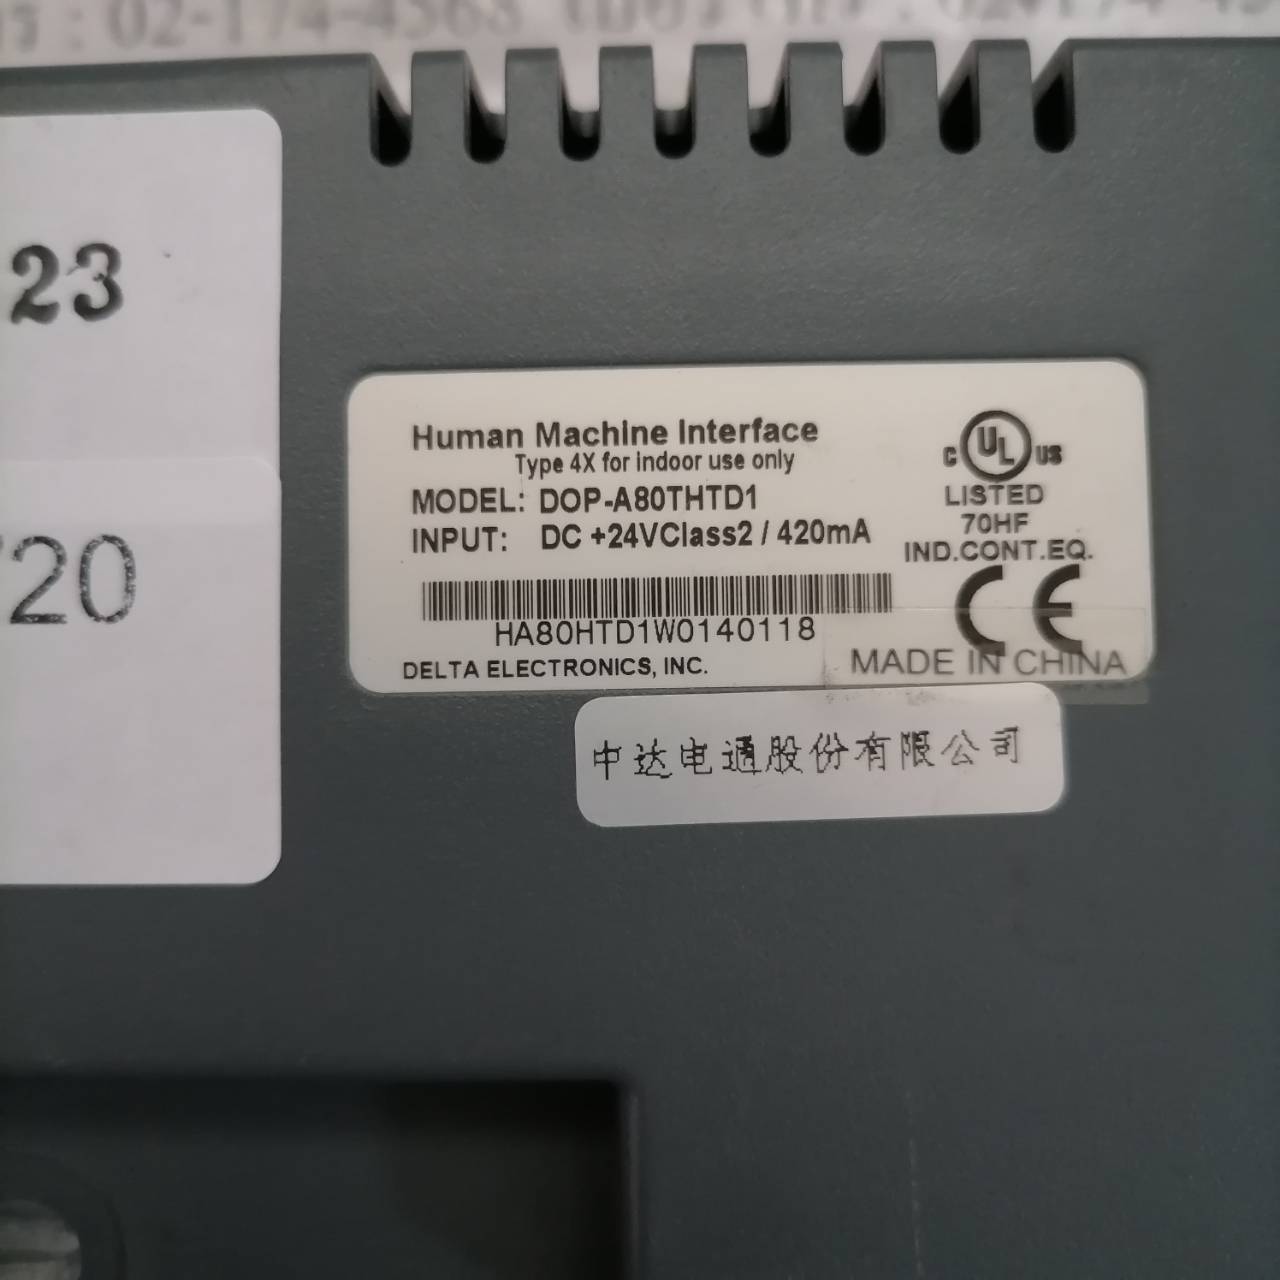 23
20
Human Machine Interface
Type 4X for indoor use only
MODEL: DOP-A80THTD1
INPUT: DC +24VClass2 / 420mA
C UL US
LISTED
70HF
IND.CONT.EQ.
CE
HA80HTD1W0140118
DELTA ELECTRONICS, INC.
MADE IN CHINA
中达电通股份有限公司